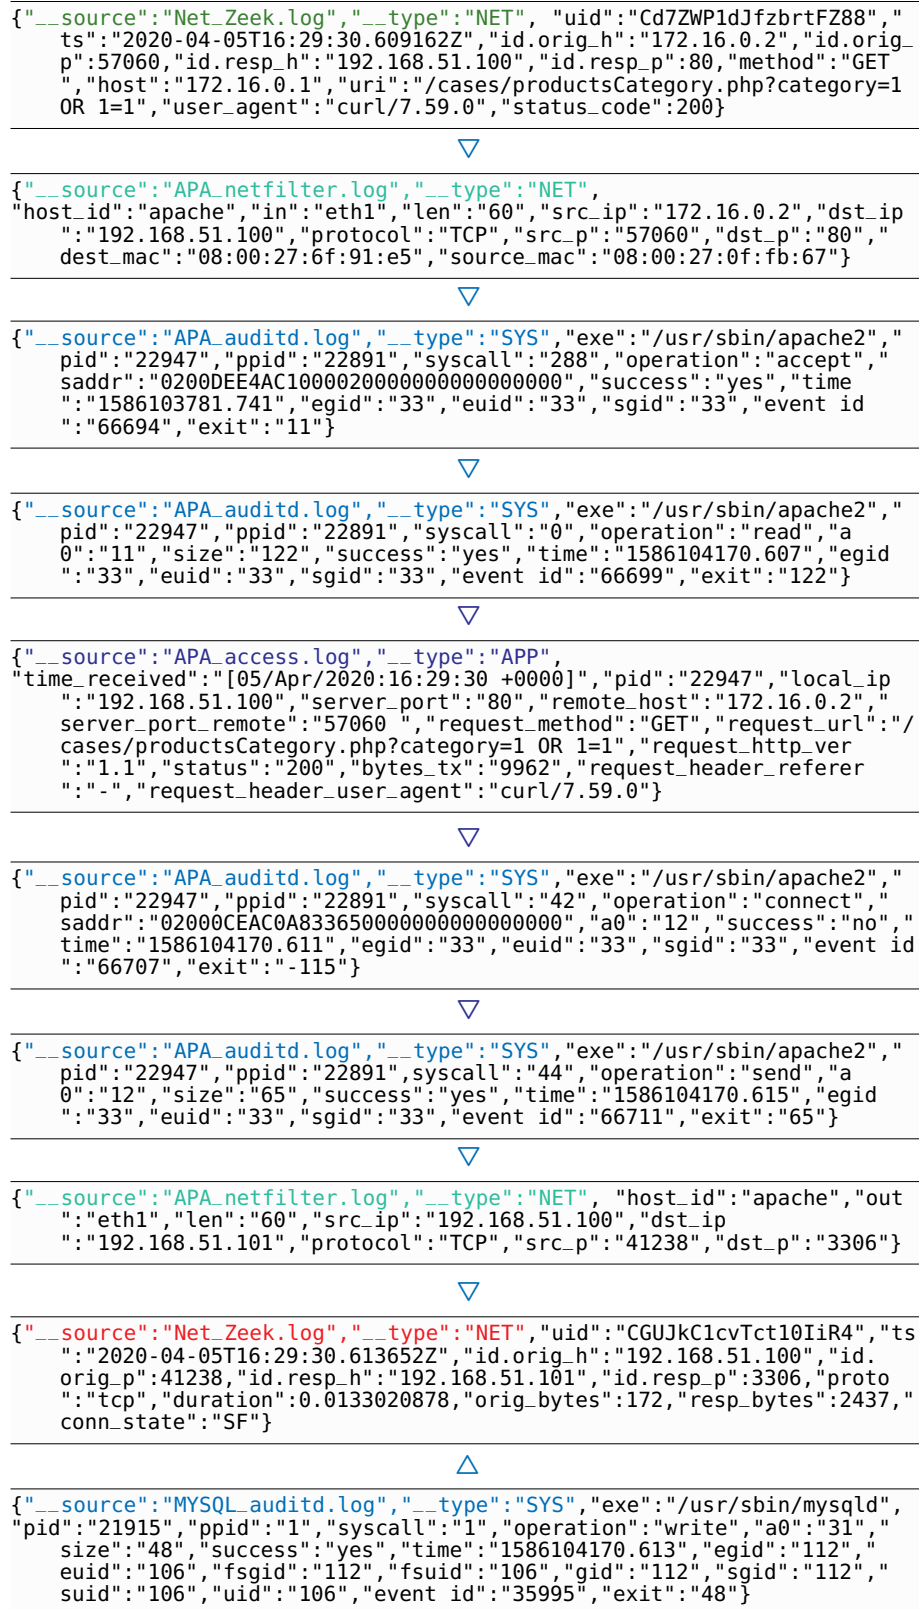 {"__source":"Net_Zeek.log","__type":"NET", "uid":"Cd7ZWP1dJfzbrtFZ88","
ts":"2020-04-05T16:29:30.609162Z","id.orig_h":"172.16.0.2","id.orig_
p":57060,"id.resp_h":"192.168.51.100","id.resp_p":80,"method":"GET
","host":"172.16.0.1","uri":"/cases/productsCategory.php?category=1
OR 1=1","user_agent":"curl/7.59.0","status_code":200}
{"__source":"APA_netfilter.log","__type":"NET",
"host_id":"apache","in":"eth1","len":"60","src_ip":"172.16.0.2","dst_ip
":"192.168.51.100","protocol":"TCP","src_p":"57060","dst_p":"80","
dest_mac":"08:00:27:6f:91:e5","source_mac":"08:00:27:0f:fb:67"}
{"__source":"APA_auditd.log","__type":"SYS","exe":"/usr/sbin/apache2","
pid":"22947","ppid":"22891","syscall":"288","operation":"accept","
saddr":"0200DEE4AC1000020000000000000000","success":"yes","time
":"1586103781.741","egid":"33","euid":"33","sgid":"33","event id
":"66694","exit":"11"}
{"__source":"APA_auditd.log","__type":"SYS","exe":"/usr/sbin/apache2","
pid":"22947","ppid":"22891","syscall":"0","operation":"read","a
0":"11","size":"122","success":"yes","time":"1586104170.607","egid
":"33","euid":"33","sgid":"33","event id":"66699","exit":"122"}
{"__source":"APA_access.log","__type":"APP",
"time_received":"[05/Apr/2020:16:29:30 +0000]","pid":"22947","local_ip
":"192.168.51.100","server_port":"80","remote_host":"172.16.0.2","
server_port_remote":"57060 ","request_method":"GET","request_url":"/
cases/productsCategory.php?category=1 OR 1=1","request_http_ver
":"1.1","status":"200","bytes_tx":"9962","request_header_referer
":"-","request_header_user_agent":"curl/7.59.0"}
{"__source":"APA_auditd.log","__type":"SYS","exe":"/usr/sbin/apache2","
pid":"22947","ppid":"22891","syscall":"42","operation":"connect","
saddr":"02000CEAC0A833650000000000000000","a0":"12","success":"no","
time":"1586104170.611","egid":"33","euid":"33","sgid":"33","event id
":"66707","exit":"-115"}
{"__source":"APA_auditd.log","__type":"SYS","exe":"/usr/sbin/apache2","
pid":"22947","ppid":"22891",syscall":"44","operation":"send","a
0":"12","size":"65","success":"yes","time":"1586104170.615","egid
":"33","euid":"33","sgid":"33","event id":"66711","exit":"65"}
{"__source":"APA_netfilter.log","__type":"NET", "host_id":"apache","out
":"eth1","len":"60","src_ip":"192.168.51.100","dst_ip
":"192.168.51.101","protocol":"TCP","src_p":"41238","dst_p":"3306"}
{"__source":"Net_Zeek.log","__type":"NET","uid":"CGUJkC1cvTct10IiR4","ts
":"2020-04-05T16:29:30.613652Z","id.orig_h":"192.168.51.100","id.
orig_p":41238,"id.resp_h":"192.168.51.101","id.resp_p":3306,"proto
":"tcp","duration":0.0133020878,"orig_bytes":172,"resp_bytes":2437,"
conn_state":"SF"}
{"__source":"MYSQL_auditd.log","__type":"SYS","exe":"/usr/sbin/mysqld",
"pid":"21915","ppid":"1","syscall":"1","operation":"write","a0":"31","
size":"48","success":"yes","time":"1586104170.613","egid":"112","
euid":"106","fsgid":"112","fsuid":"106","gid":"112","sgid":"112","
suid":"106","uid":"106","event id":"35995","exit":"48"}